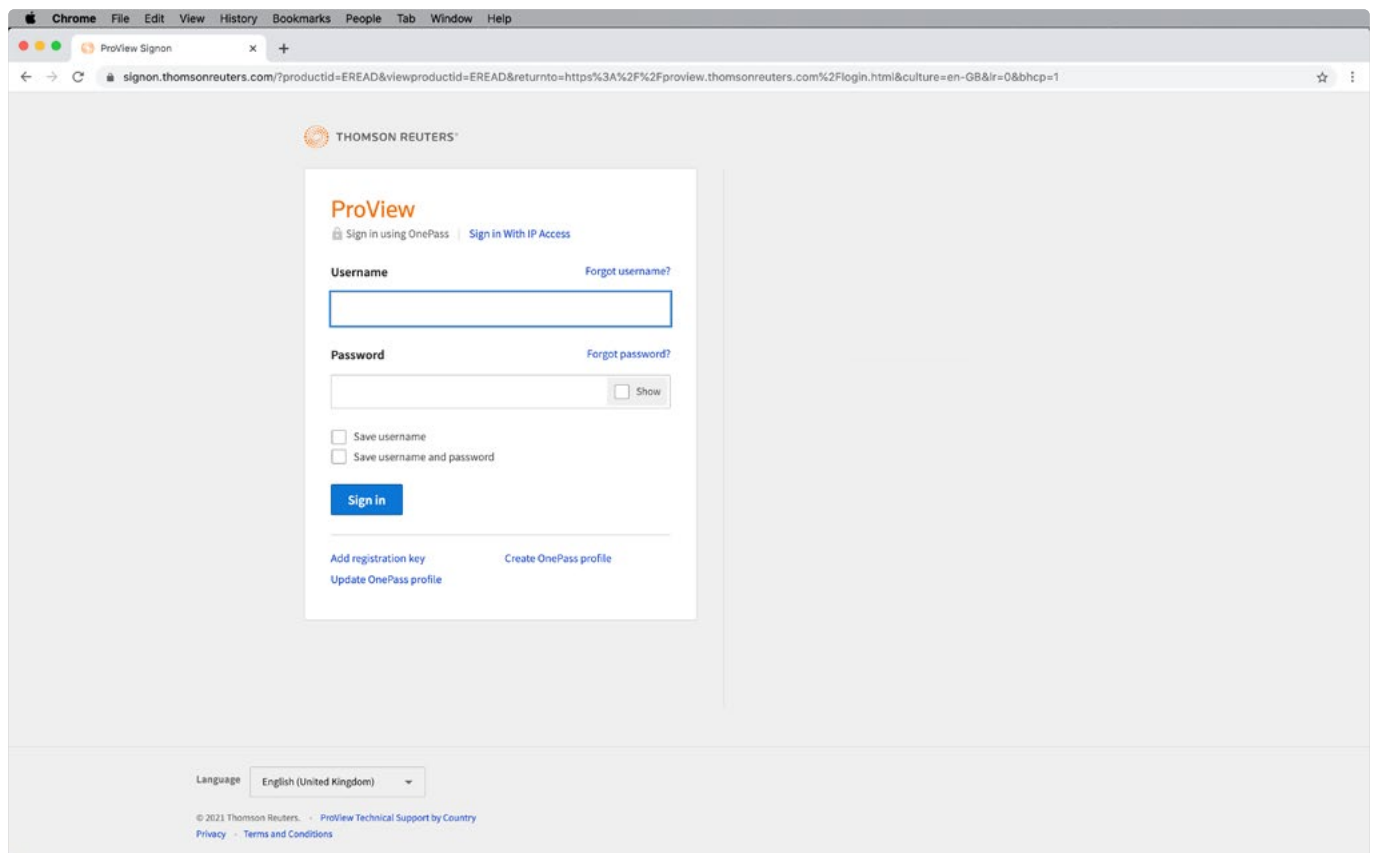 Chrome File Edit View History Bookmarks People Tab Window Help
ProView Signon × +
signon.thomsonreuters.com/?productid=EREAD&viewproductid=EREAD&returnto=https%3A%2F%2Fproview.thomsonreuters.com%2Flogin.html&culture=en-GB&lr=0&bhcp=1
THOMSON REUTERS™
ProView
Sign in using OnePass | Sign in With IP Access
Username Forgot username?
Password Forgot password?
Show
Save username
Save username and password
Sign in
Add registration key Create OnePass profile
Update OnePass profile
Language English (United Kingdom)
© 2021 Thomson Reuters. · ProView Technical Support by Country
Privacy · Terms and Conditions